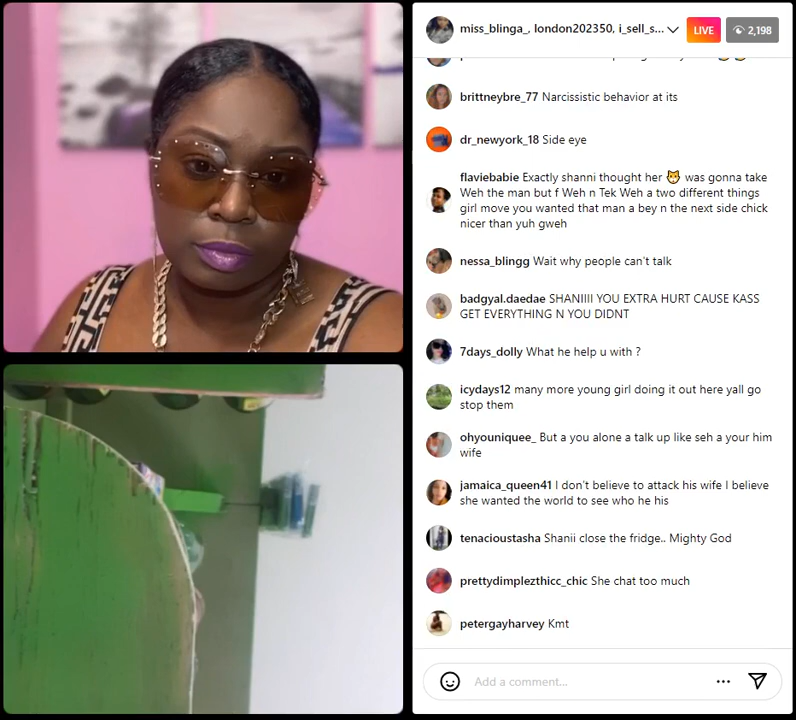 miss_blinga_, london202350, i_sell_s...
LIVE
2,198
brittneybre_77 Narcissistic behavior at its
dr_newyork_18 Side eye
flaviebabie Exactly shanni thought her 🐱 was gonna take
Weh the man but f Weh n Tek Weh a two different things
girl move you wanted that man a bey n the next side chick
nicer than yuh gweh
nessa_blingg Wait why people can't talk
badgyal.daedae SHANIIII YOU EXTRA HURT CAUSE KASS
GET EVERYTHING N YOU DIDNT
7days_dolly What he help u with ?
icydays12 many more young girl doing it out here yall go
stop them
ohyouniquee_ But a you alone a talk up like seh a your him
wife
jamaica_queen41 I don't believe to attack his wife I believe
she wanted the world to see who he his
tenacioustasha Shanii close the fridge.. Mighty God
prettydimplezthicc_chic She chat too much
petergayharvey Kmt
Add a comment...